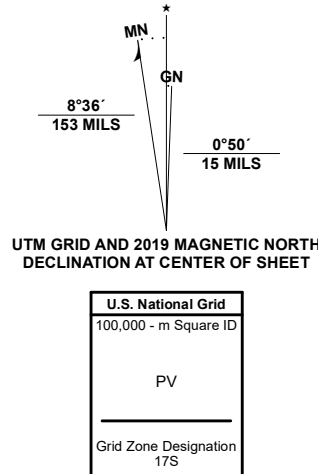 ★
MN
GN
8°36´
153 MILS
0°50´
15 MILS
UTM GRID AND 2019 MAGNETIC NORTH
DECLINATION AT CENTER OF SHEET
U.S. National Grid
100,000 - m Square ID
PV
Grid Zone Designation
17S